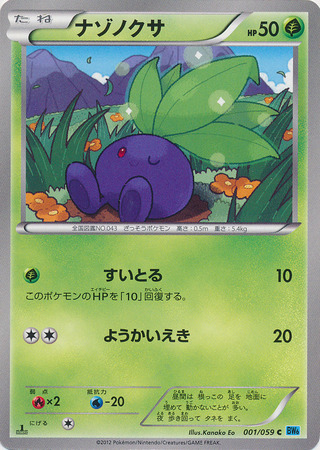 たね ナゾノクサ HP50
全国図鑑NO.043 ざっそうポケモン 高さ:0.5m 重さ:5.4kg
すいとる 10
このポケモンのHPを「10」回復する。
ようかいえき 20
弱点 抵抗力
×2 -20
にげる
昼間は 根っこの 足を 地面に
埋めて 動かないことが 多い。
夜 歩き回って タネを まく。
Illus.Kanako Eo 001/059 C BW6
©2012 Pokémon/Nintendo/Creatures/GAME FREAK.